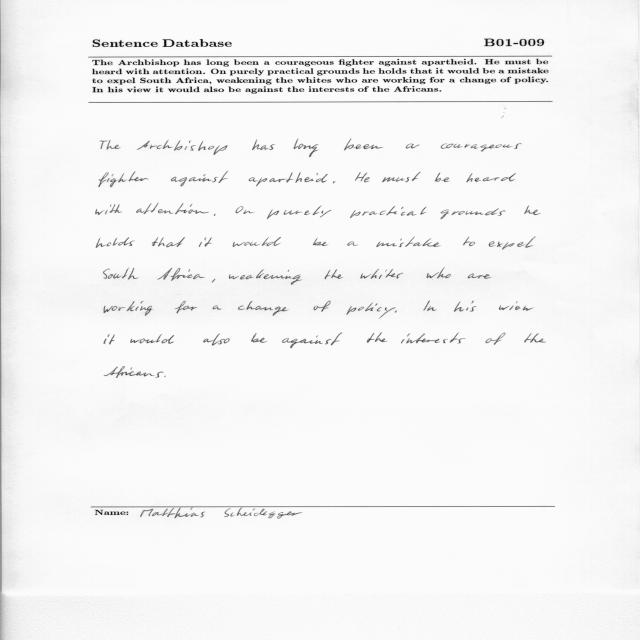 Sentence Database B01-009
The Archbishop has long been a courageous fighter against apartheid. He must be
heard with attention. On purely practical grounds he holds that it would be a mistake
to expel South Africa, weakening the whites who are working for a change of policy.
In his view it would also be against the interests of the Africans.
The Archbishop has long been a courageous
fighter against apartheid. He must be heard
with attention. On purely practical grounds he
holds that it would be a mistake to expel
South Africa, weakening the whites who are
working for a change of policy. In his view
it would also be against the interests of the
Africans.
Name: Matthias Scheidegger